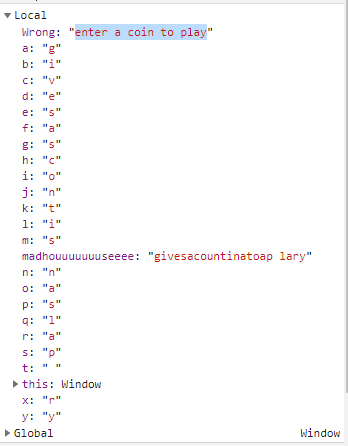 Local
Wrong: "enter a coin to play"
a: "g"
b: "i"
c: "v"
d: "e"
e: "s"
f: "a"
g: "s"
h: "c"
i: "o"
j: "n"
k: "t"
l: "i"
m: "s"
madhouuuuuuuseeee: "givesacountinatoap lary"
n: "n"
o: "a"
p: "s"
q: "l"
r: "a"
s: "p"
t: " "
this: Window
x: "r"
y: "y"
Global Window